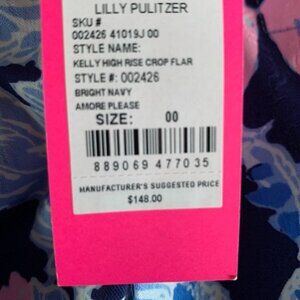 LILLY PULITZER
SKU #
002426 41019J 00
STYLE NAME:
KELLY HIGH RISE CROP FLAR
STYLE #: 002426
BRIGHT NAVY
AMORE PLEASE
SIZE: 00
889069 477035
MANUFACTURER'S SUGGESTED PRICE
$148.00